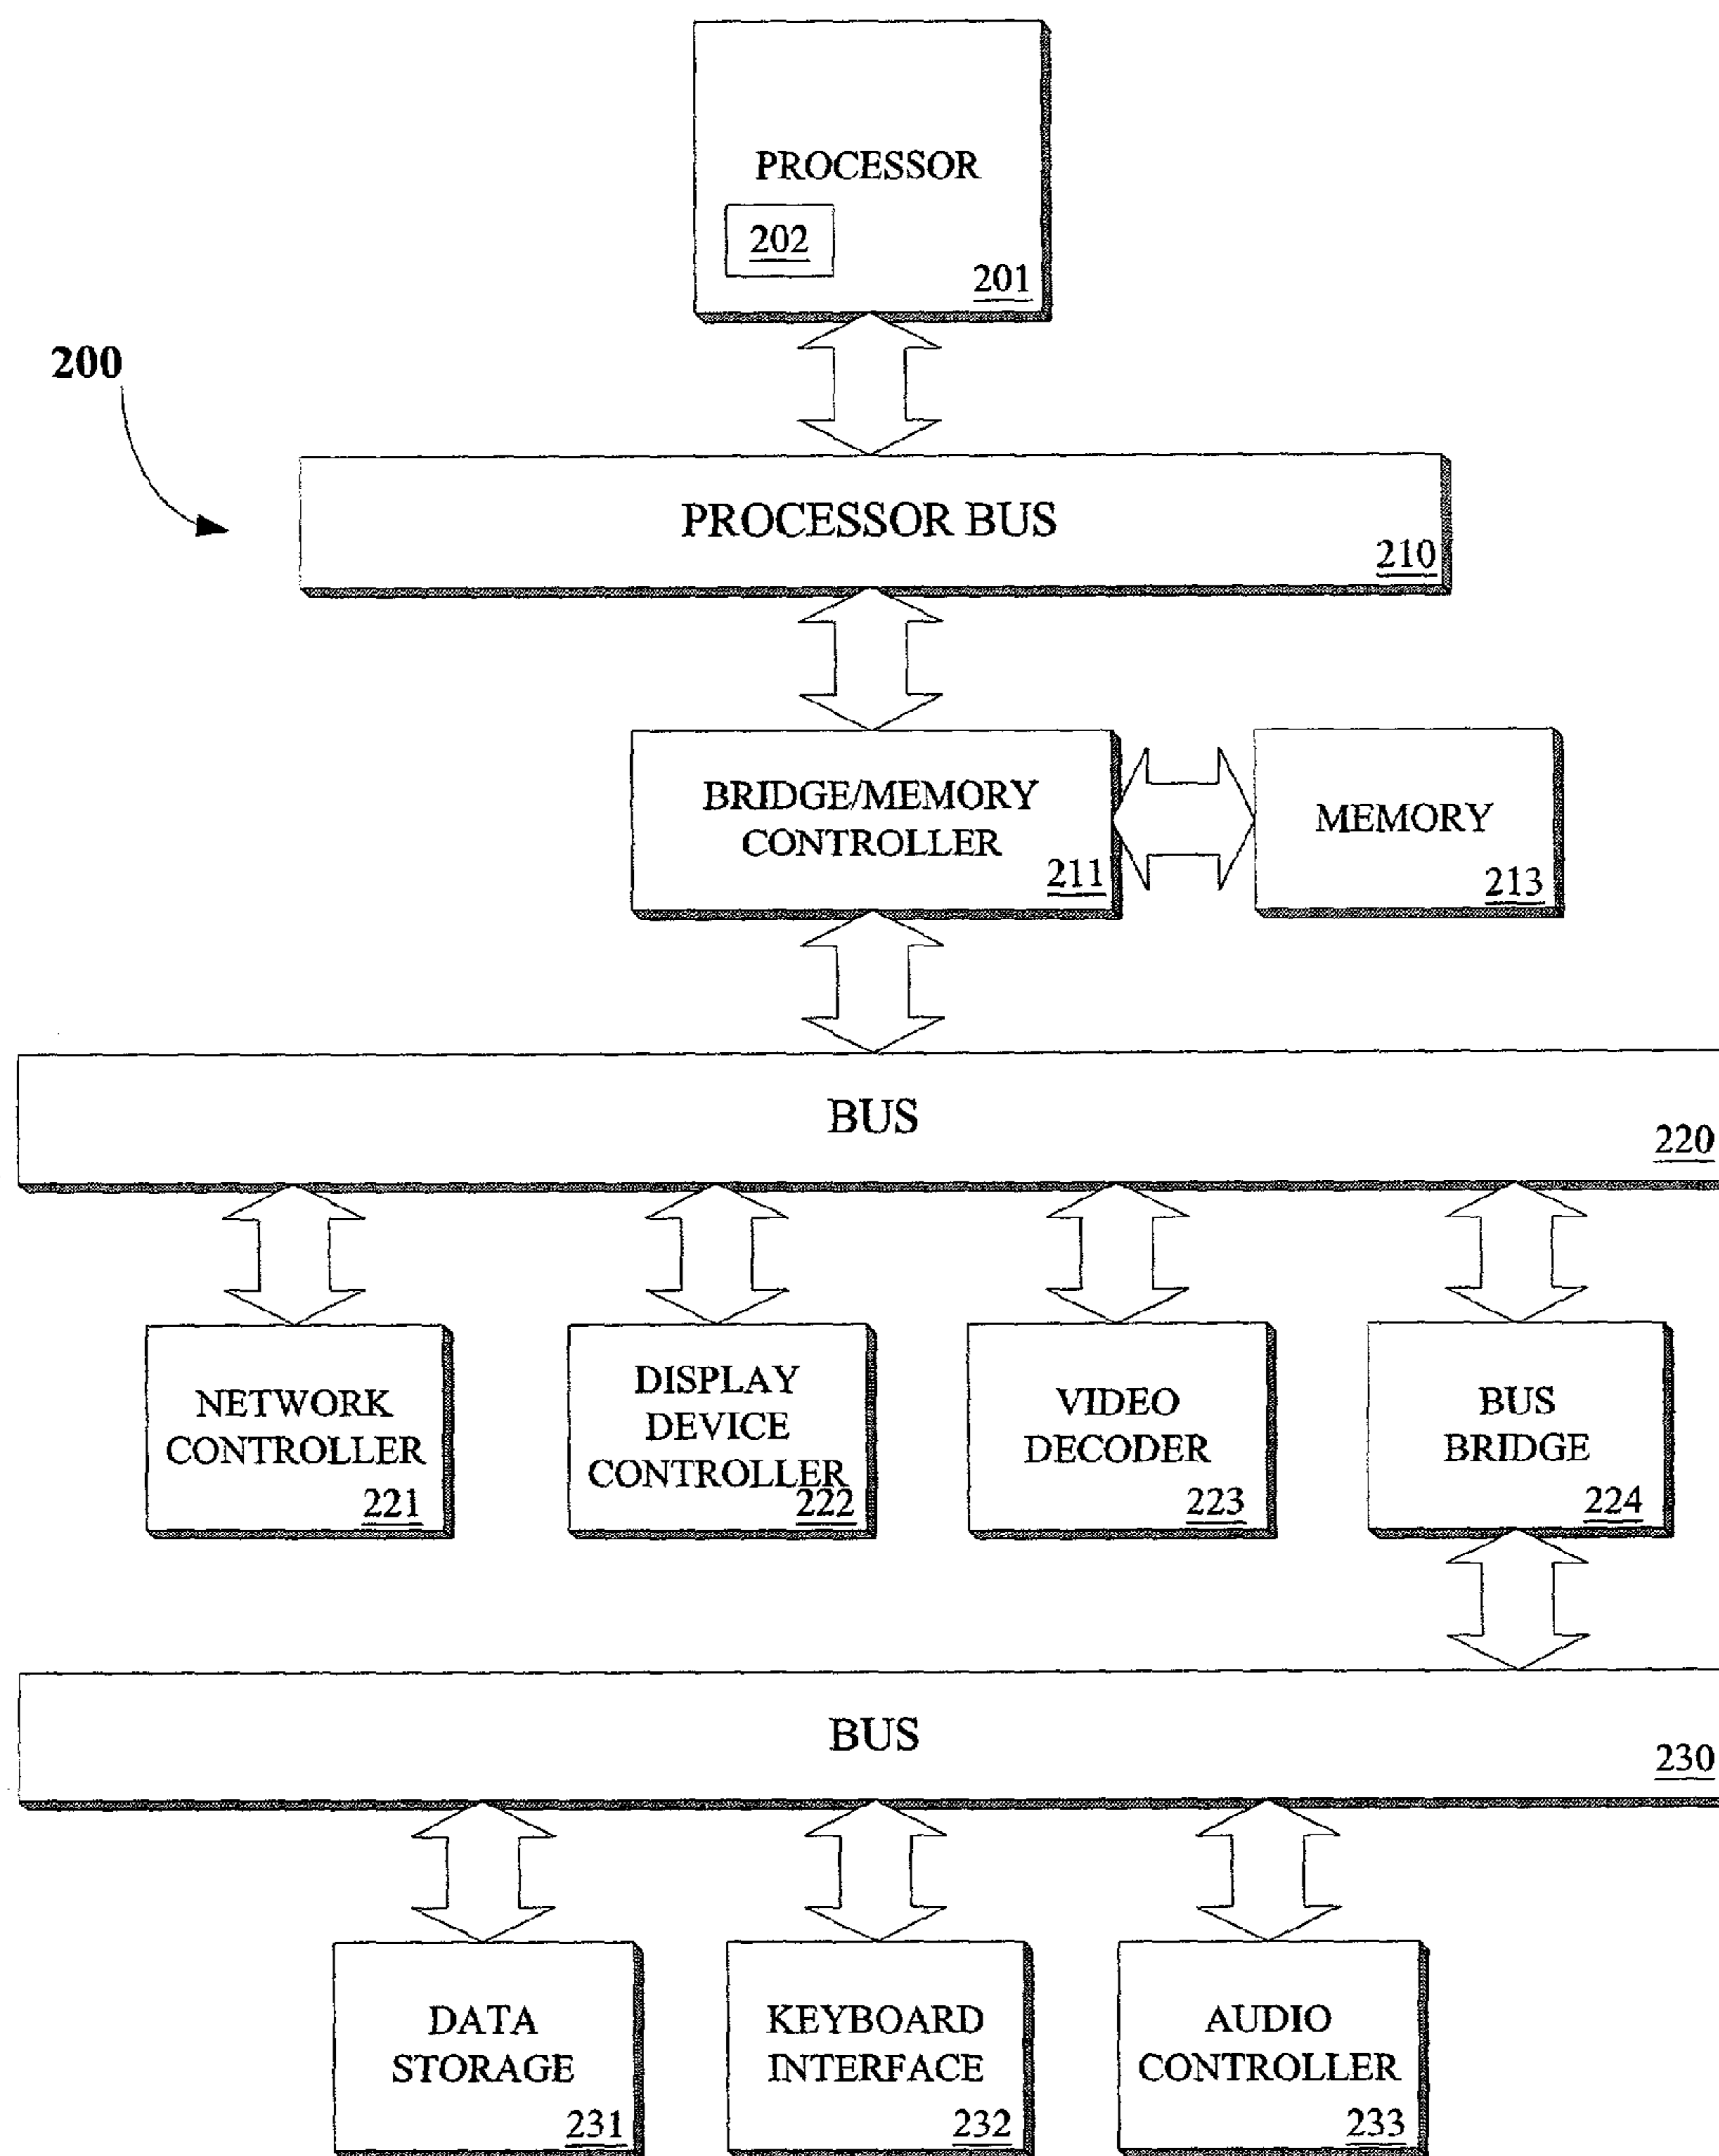 PROCESSOR
202
201
200
PROCESSOR BUS
210
BRIDGE/MEMORY
CONTROLLER
211
MEMORY
213
BUS
220
NETWORK
CONTROLLER
221
DISPLAY
DEVICE
CONTROLLER
222
VIDEO
DECODER
223
BUS
BRIDGE
224
BUS
230
DATA
STORAGE
231
KEYBOARD
INTERFACE
232
AUDIO
CONTROLLER
233